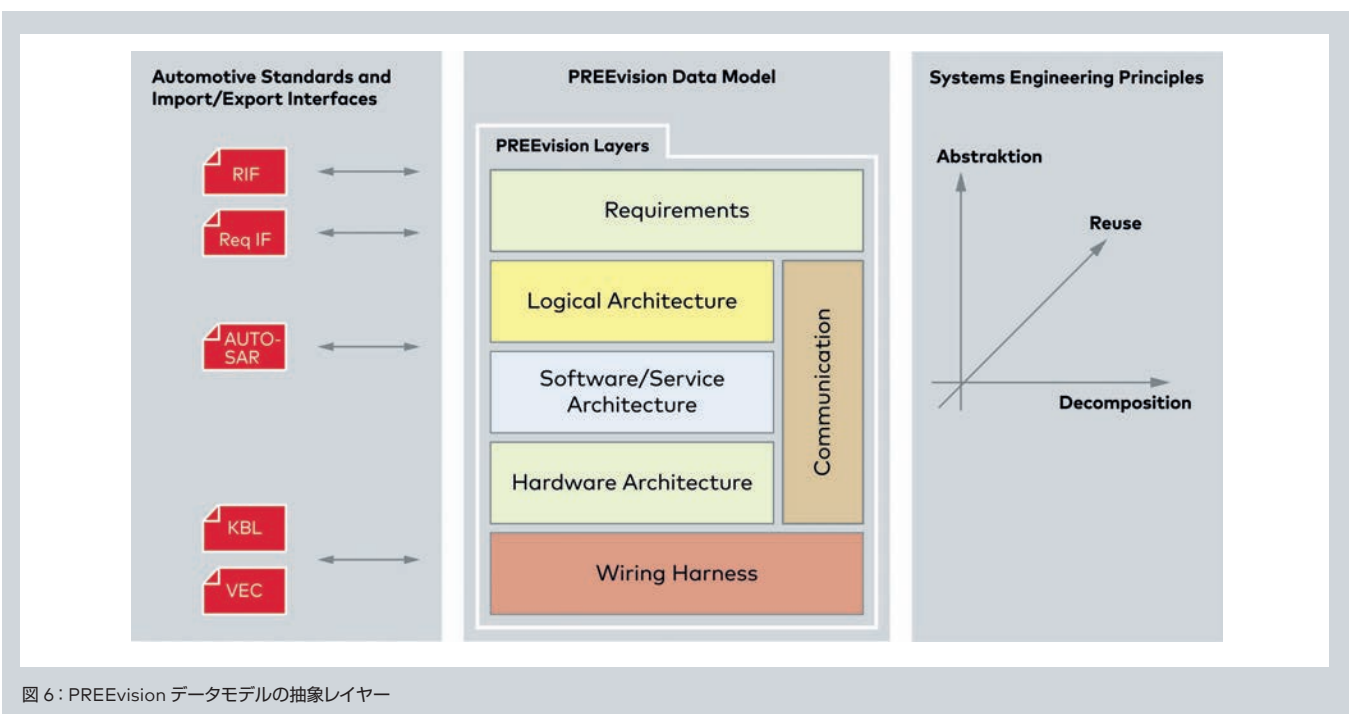 Automotive Standards and
Import/Export Interfaces
RIF
Req IF
AUTO-
SAR
KBL
VEC
PREEvision Data Model
PREEvision Layers
Requirements
Logical Architecture
Software/Service
Architecture
Hardware Architecture
Communication
Wiring Harness
Systems Engineering Principles
Abstraktion
Reuse
Decomposition
図 6：PREEvision データモデルの抽象レイヤー